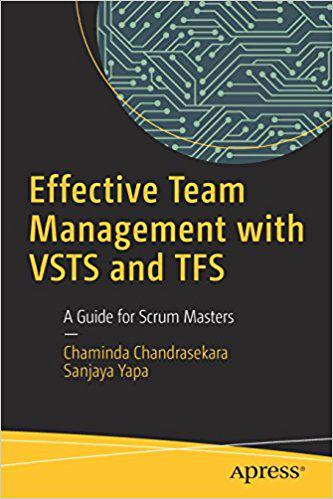 Effective Team
Management with
VSTS and TFS
A Guide for Scrum Masters
—
Chaminda Chandrasekara
Sanjaya Yapa
Apress®